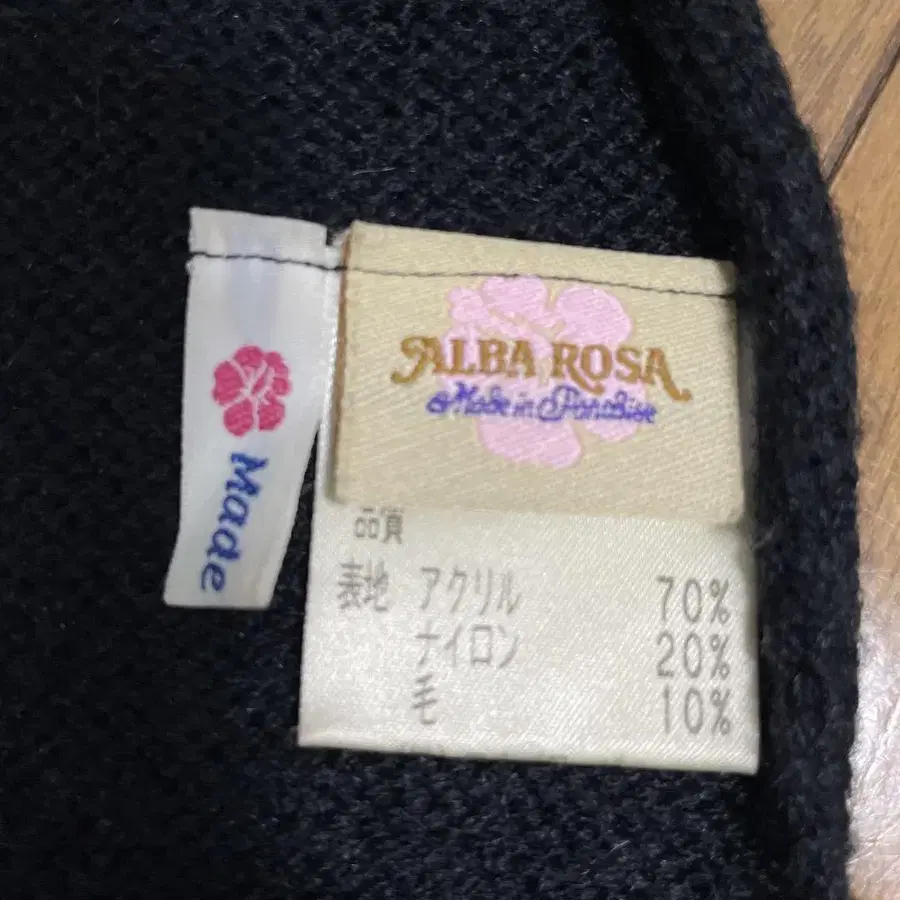 ALBA ROSA
Made in Paradise
Made
品質
表地 アクリル 70%
ナイロン 20%
毛 10%